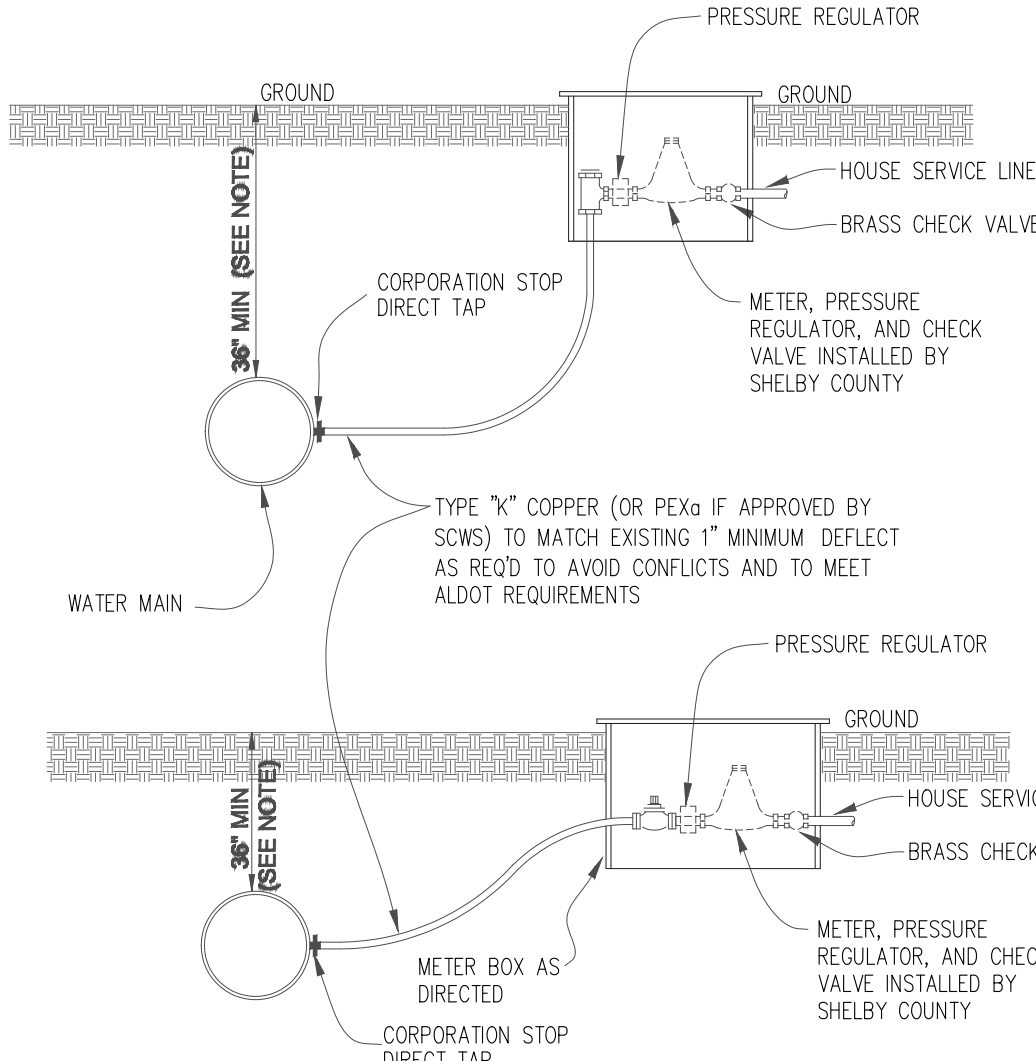 PRESSURE REGULATOR
GROUND
GROUND
36" MIN (SEE NOTE)
HOUSE SERVICE LINE
BRASS CHECK VALVE
CORPORATION STOP
DIRECT TAP
METER, PRESSURE
REGULATOR, AND CHECK
VALVE INSTALLED BY
SHELBY COUNTY
TYPE "K" COPPER (OR PEXa IF APPROVED BY
SCWS) TO MATCH EXISTING 1" MINIMUM DEFLECT
AS REQ'D TO AVOID CONFLICTS AND TO MEET
ALDOT REQUIREMENTS
WATER MAIN
PRESSURE REGULATOR
GROUND
36" MIN
(SEE NOTE)
HOUSE SERVIC
BRASS CHECK
METER BOX AS
DIRECTED
METER, PRESSURE
REGULATOR, AND CHEC
VALVE INSTALLED BY
SHELBY COUNTY
CORPORATION STOP
DIRECT TAP